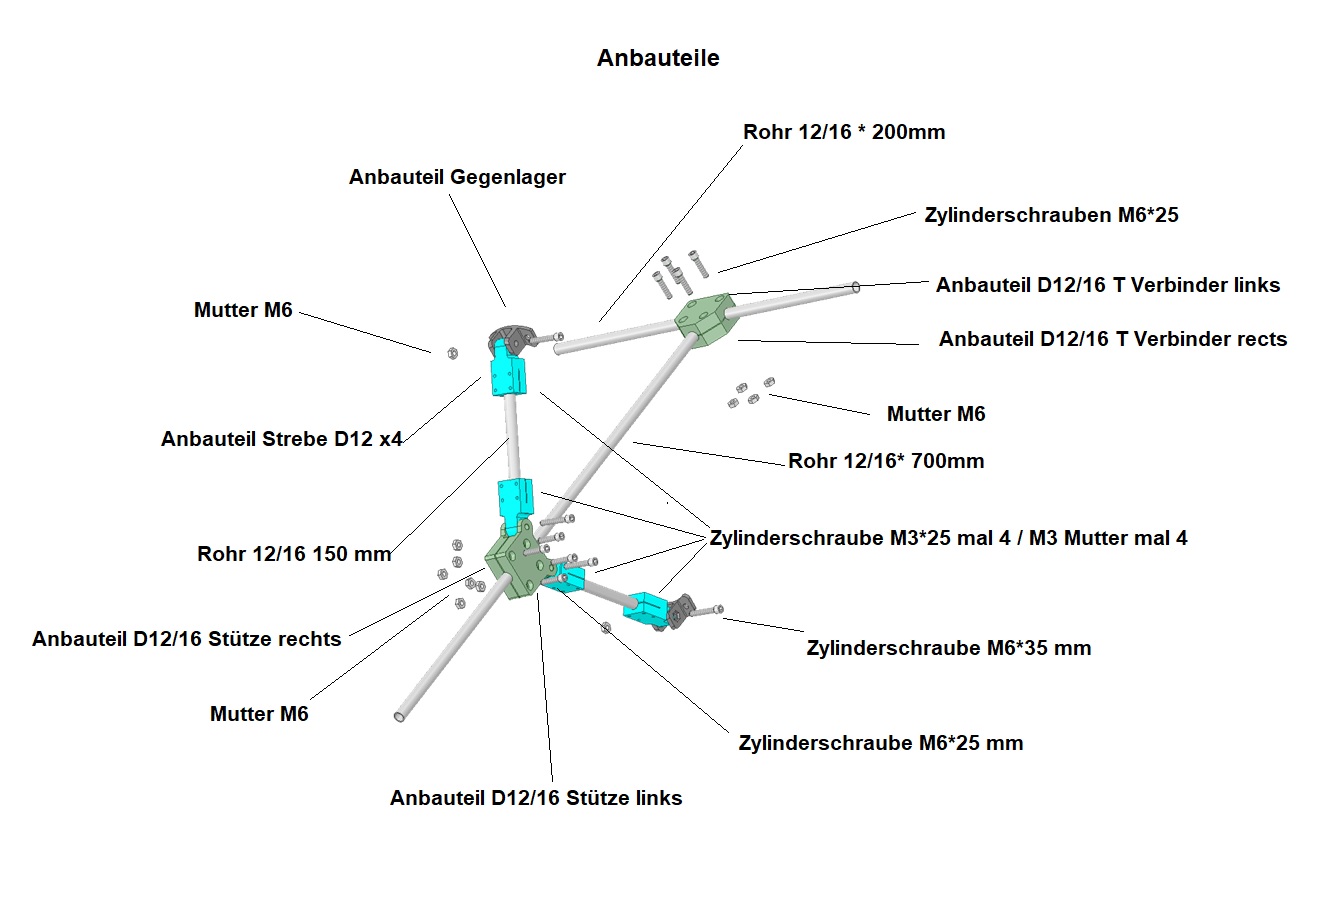 Anbauteile
Rohr 12/16 * 200mm
Anbauteil Gegenlager
Zylinderschrauben M6*25
Anbauteil D12/16 T Verbinder links
Mutter M6
Anbauteil D12/16 T Verbinder rects
Mutter M6
Anbauteil Strebe D12 x4
Rohr 12/16* 700mm
Zylinderschraube M3*25 mal 4 / M3 Mutter mal 4
Rohr 12/16 150 mm
Anbauteil D12/16 Stütze rechts
Zylinderschraube M6*35 mm
Mutter M6
Zylinderschraube M6*25 mm
Anbauteil D12/16 Stütze links